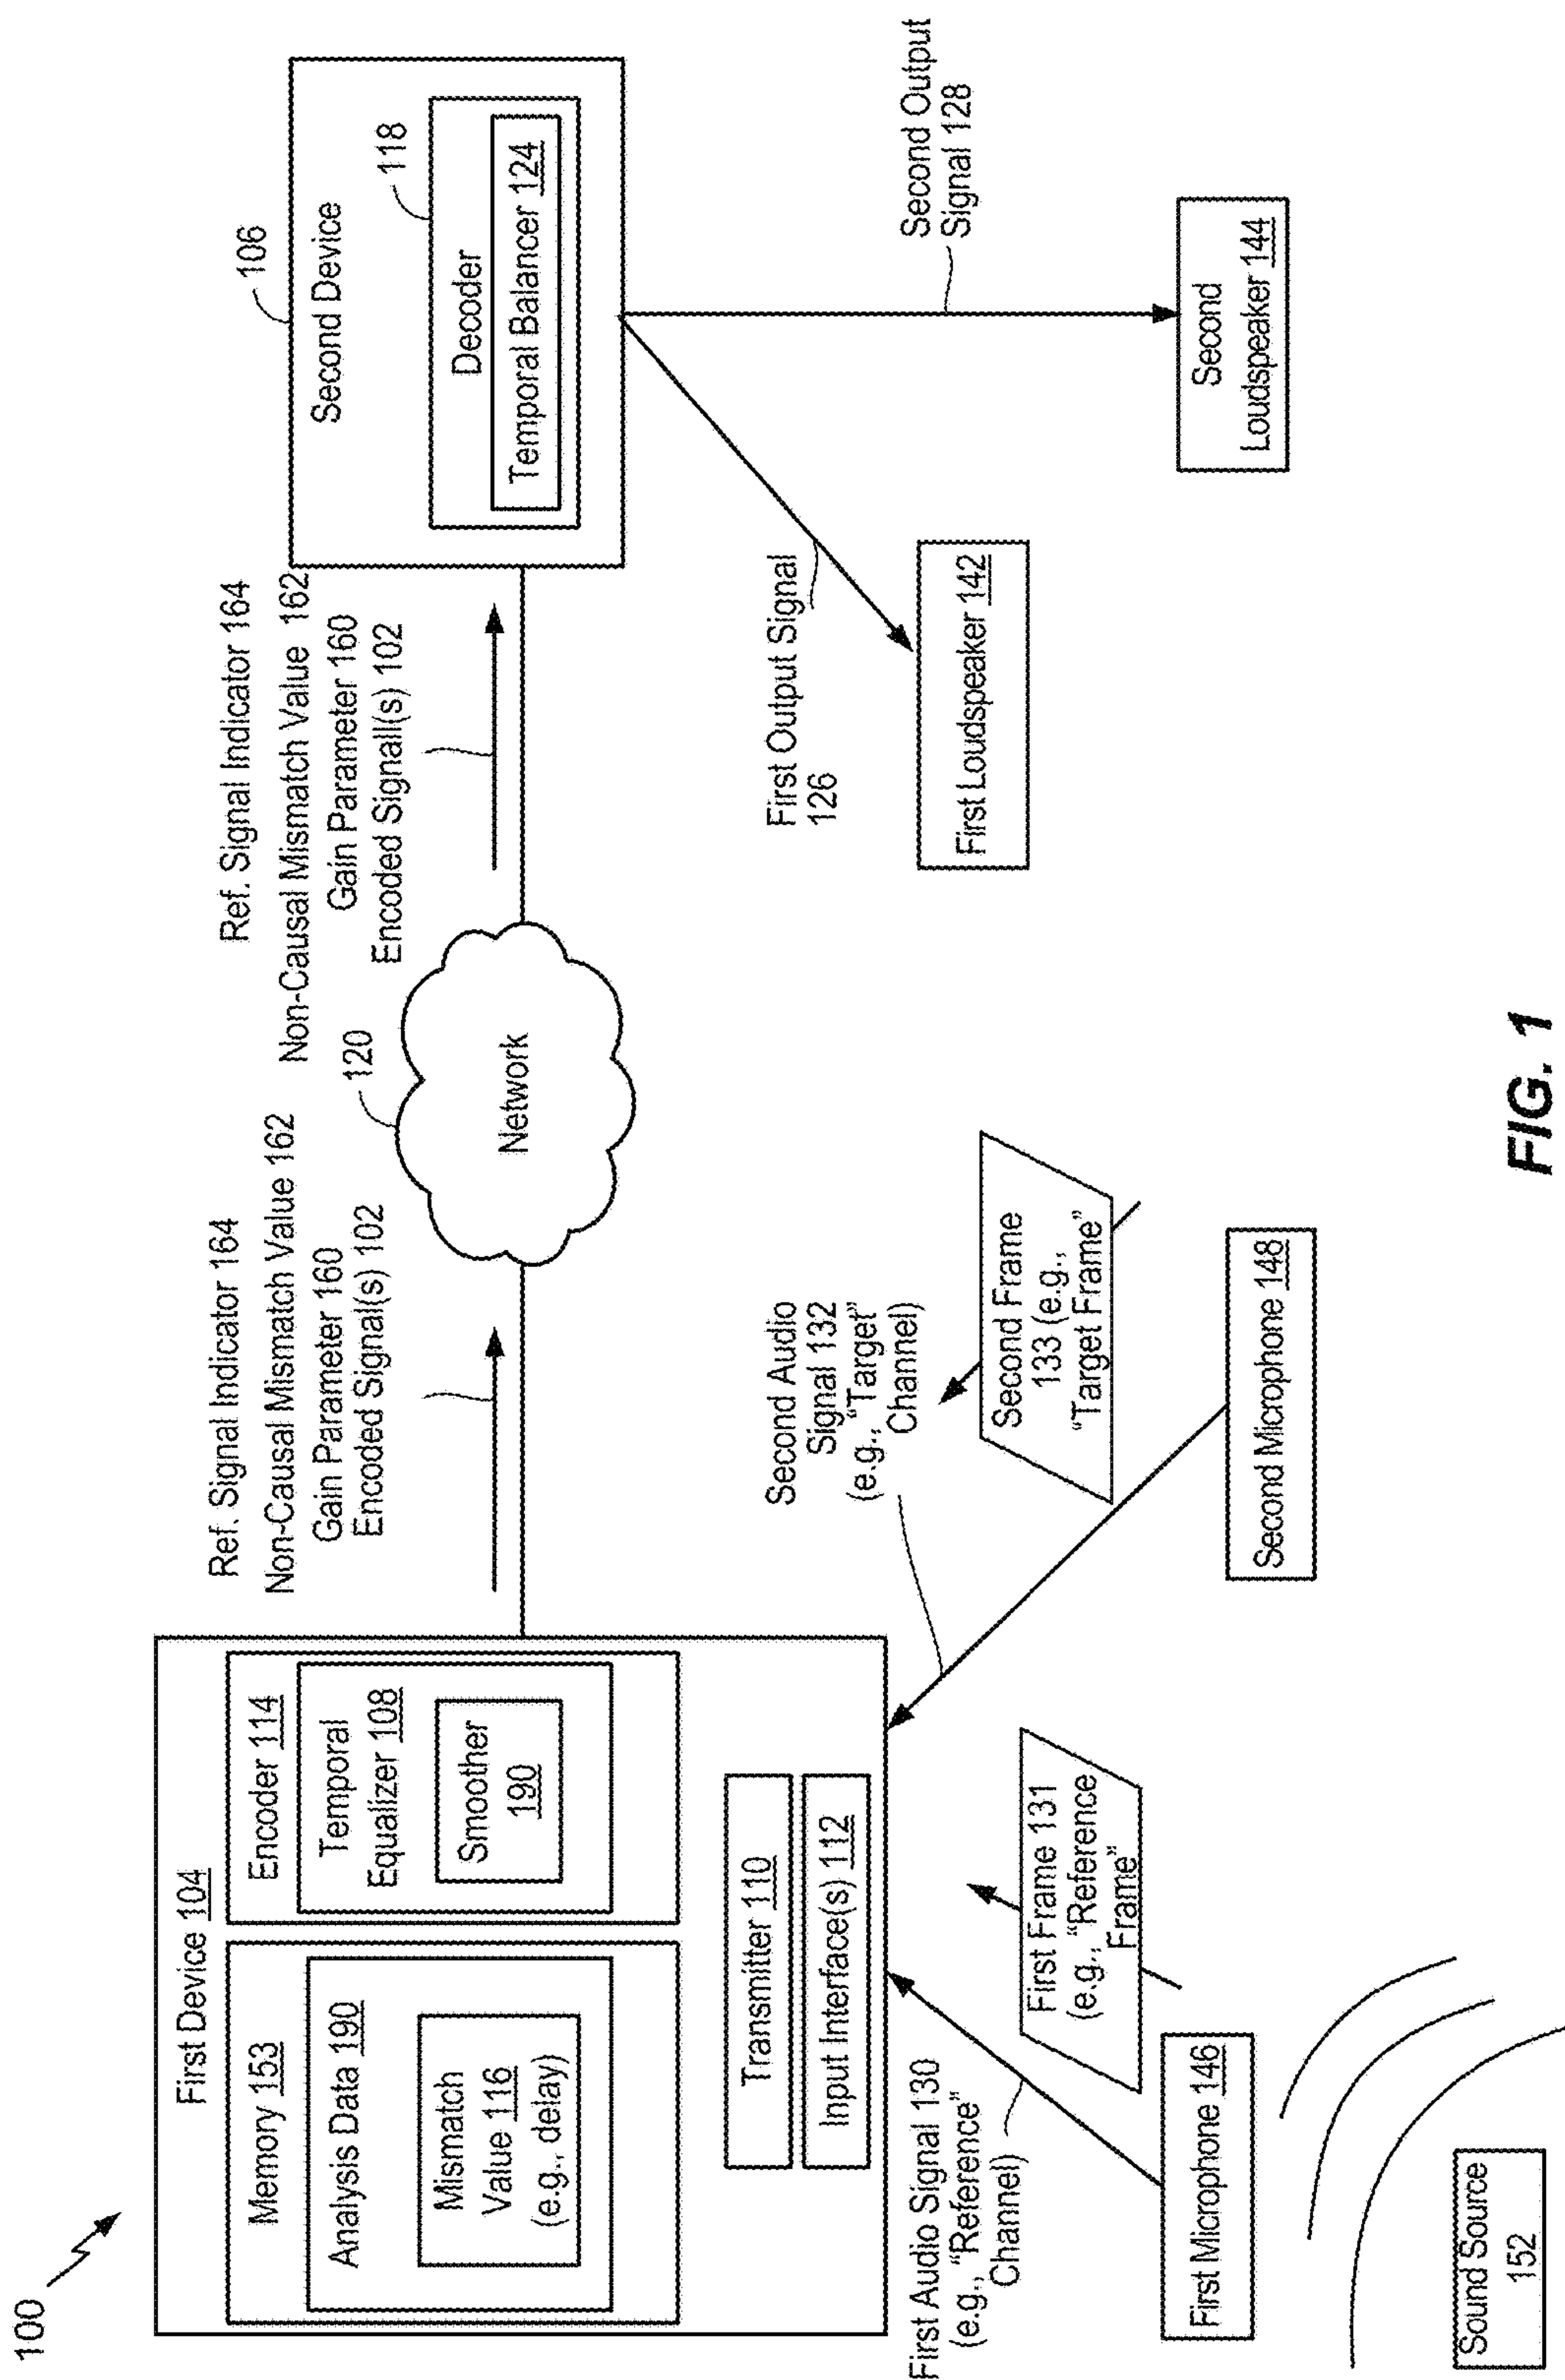 100
First Device 104
Memory 153
Analysis Data 190
Mismatch
Value 116
(e.g., delay)
Encoder 114
Temporal
Equalizer 108
Smoother
190
Transmitter 110
Input Interface(s) 112
Ref. Signal Indicator 164
Non-Causal Mismatch Value 162
Gain Parameter 160
Encoded Signal(s) 102
120
Network
Ref. Signal Indicator 164
Non-Causal Mismatch Value 162
Gain Parameter 160
Encoded Signall(s) 102
106
Second Device
118
Decoder
Temporal Balancer 124
First Output Signal
126
Second Output
Signal 128
First Loudspeaker 142
Second
Loudspeaker 144
First Audio Signal 130
(e.g., “Reference”
Channel)
First Frame 131
(e.g., “Reference
Frame”
First Microphone 146
Sound Source
152
Second Audio
Signal 132
(e.g., “Target”
Channel)
Second Frame
133 (e.g.,
“Target Frame”
Second Microphone 148
FIG. 1